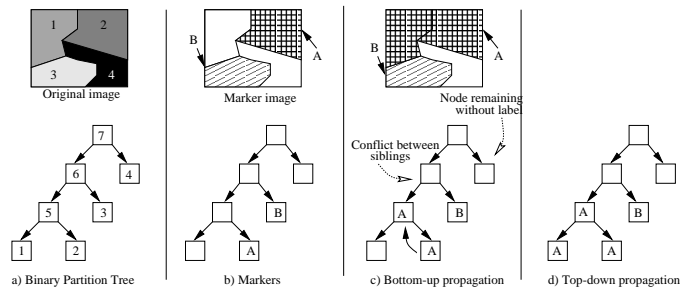 1
2
3
4
Original image
7
6
4
5
3
1
2
a) Binary Partition Tree
B
A
Marker image
B
A
b) Markers
B
A
Node remaining
without label
Conflict between
siblings
A
B
A
c) Bottom-up propagation
A
B
A
A
d) Top-down propagation